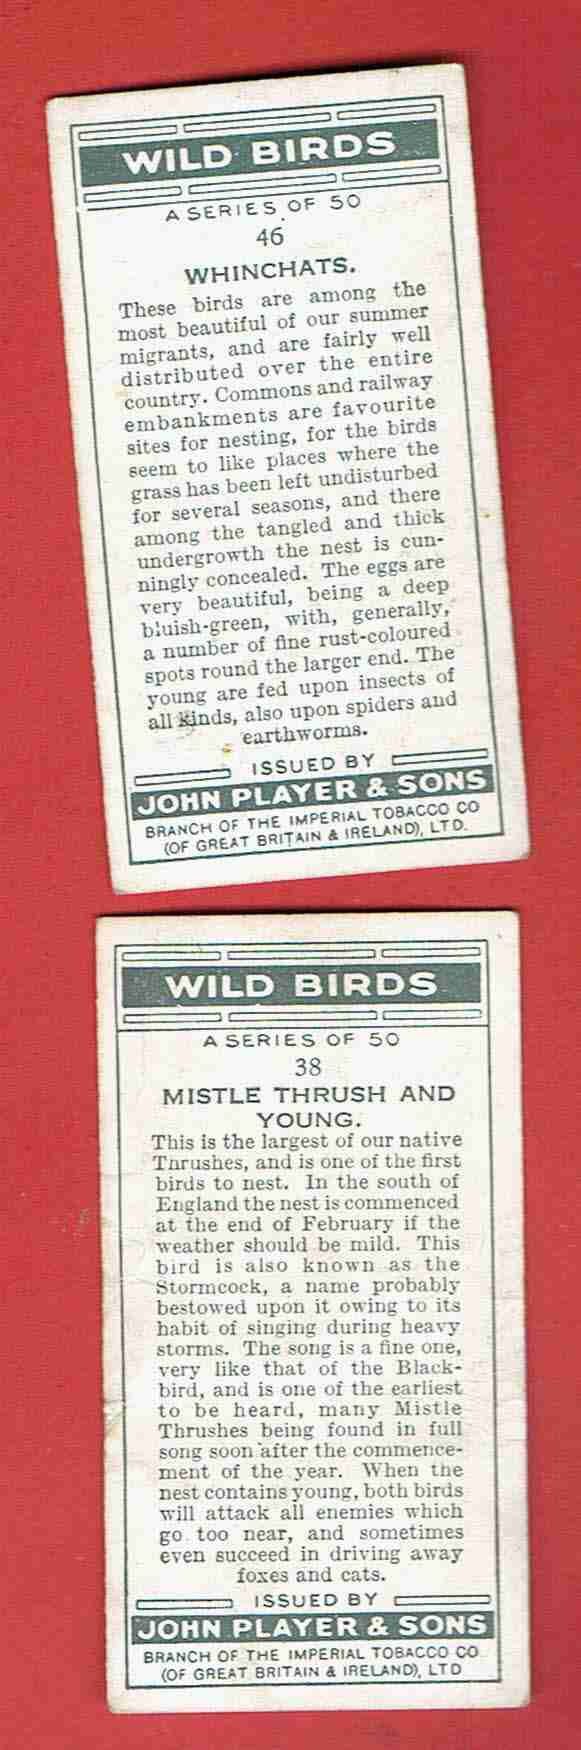 WILD BIRDS
A SERIES OF 50
46
WHINCHATS.
These birds are among the
most beautiful of our summer
migrants, and are fairly well
distributed over the entire
country. Commons and railway
embankments are favourite
sites for nesting, for the birds
seem to like places where the
grass has been left undisturbed
for several seasons, and there
among the tangled and thick
undergrowth the nest is cun-
ningly concealed. The eggs are
very beautiful, being a deep
bluish-green, with, generally,
a number of fine rust-coloured
spots round the larger end. The
young are fed upon insects of
all kinds, also upon spiders and
earthworms.
ISSUED BY
JOHN PLAYER & SONS
BRANCH OF THE IMPERIAL TOBACCO CO
(OF GREAT BRITAIN & IRELAND), LTD.
WILD BIRDS
A SERIES OF 50
38
MISTLE THRUSH AND
YOUNG.
This is the largest of our native
Thrushes, and is one of the first
birds to nest. In the south of
England the nest is commenced
at the end of February if the
weather should be mild. This
bird is also known as the
Stormcock, a name probably
bestowed upon it owing to its
habit of singing during heavy
storms. The song is a fine one,
very like that of the Black-
bird, and is one of the earliest
to be heard, many Mistle
Thrushes being found in full
song soon after the commence-
ment of the year. When the
nest contains young, both birds
will attack all enemies which
go too near, and sometimes
even succeed in driving away
foxes and cats.
ISSUED BY
JOHN PLAYER & SONS
BRANCH OF THE IMPERIAL TOBACCO CO
(OF GREAT BRITAIN & IRELAND), LTD